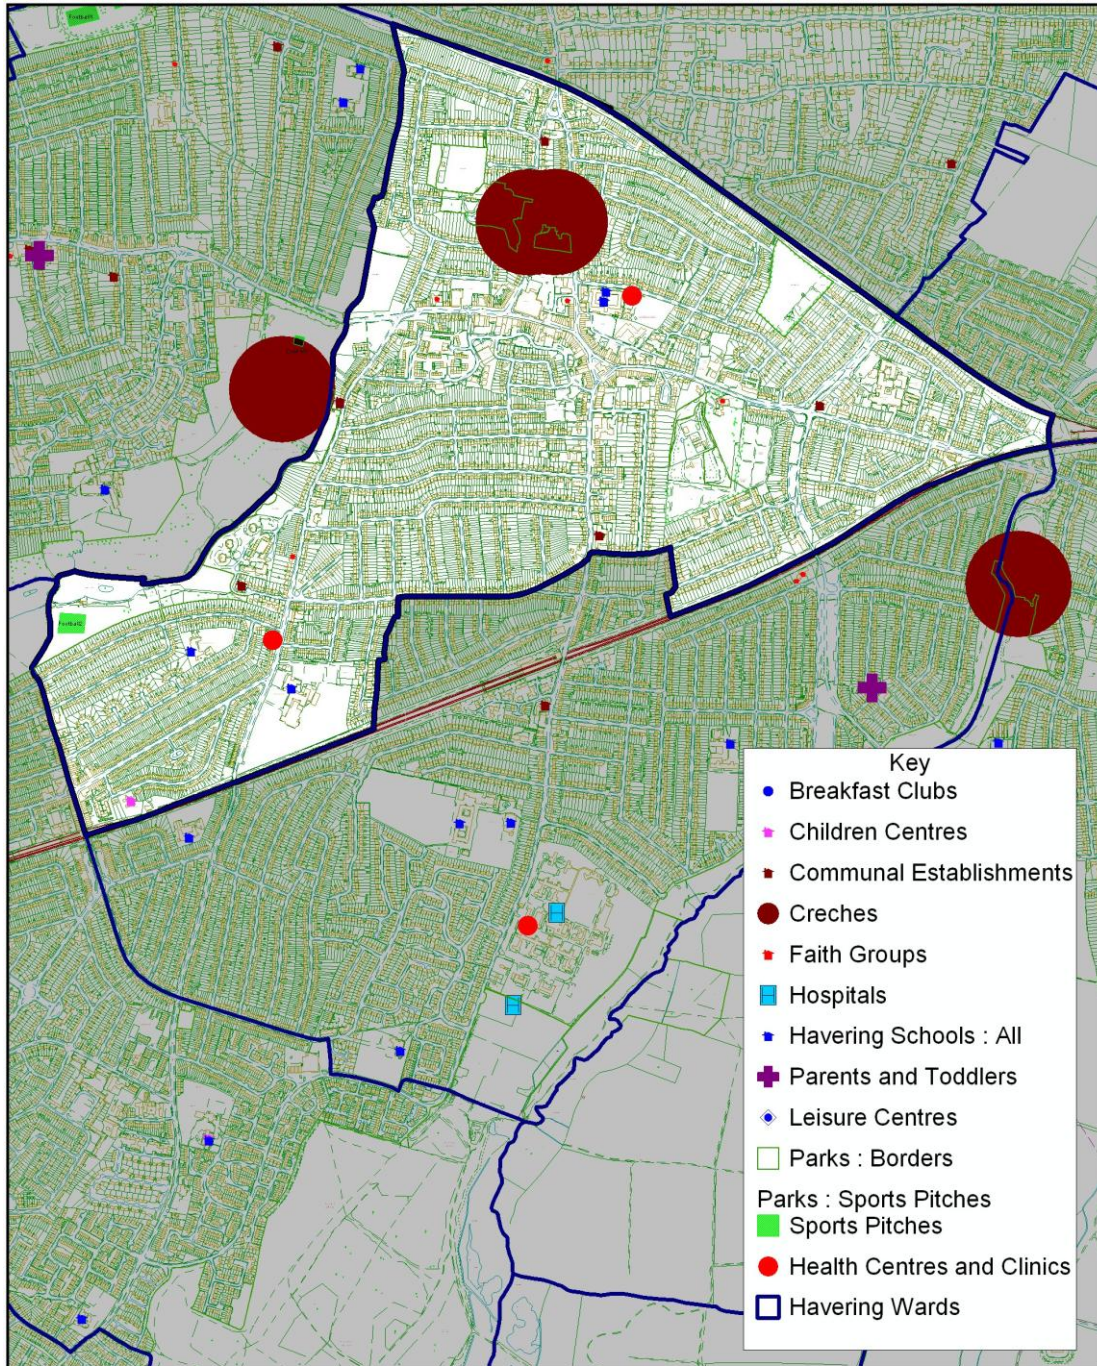 Key
Breakfast Clubs
Children Centres
Communal Establishments
Creches
Faith Groups
Hospitals
Havering Schools : All
Parents and Toddlers
Leisure Centres
Parks : Borders
Parks : Sports Pitches
Sports Pitches
Health Centres and Clinics
Havering Wards